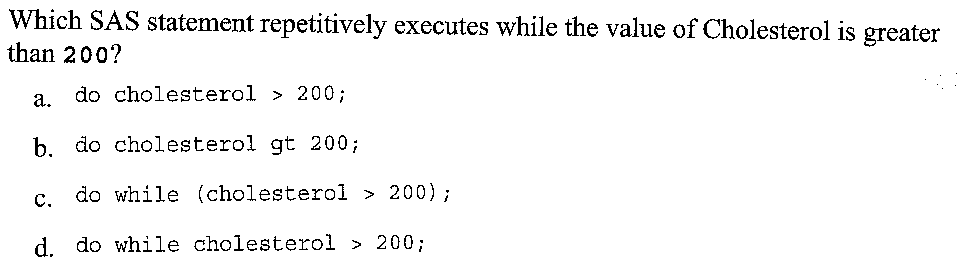 Which SAS statement repetitively executes while the value of Cholesterol is greater
than 200?
a. do cholesterol > 200;
b. do cholesterol gt 200;
c. do while (cholesterol > 200);
d. do while cholesterol > 200;